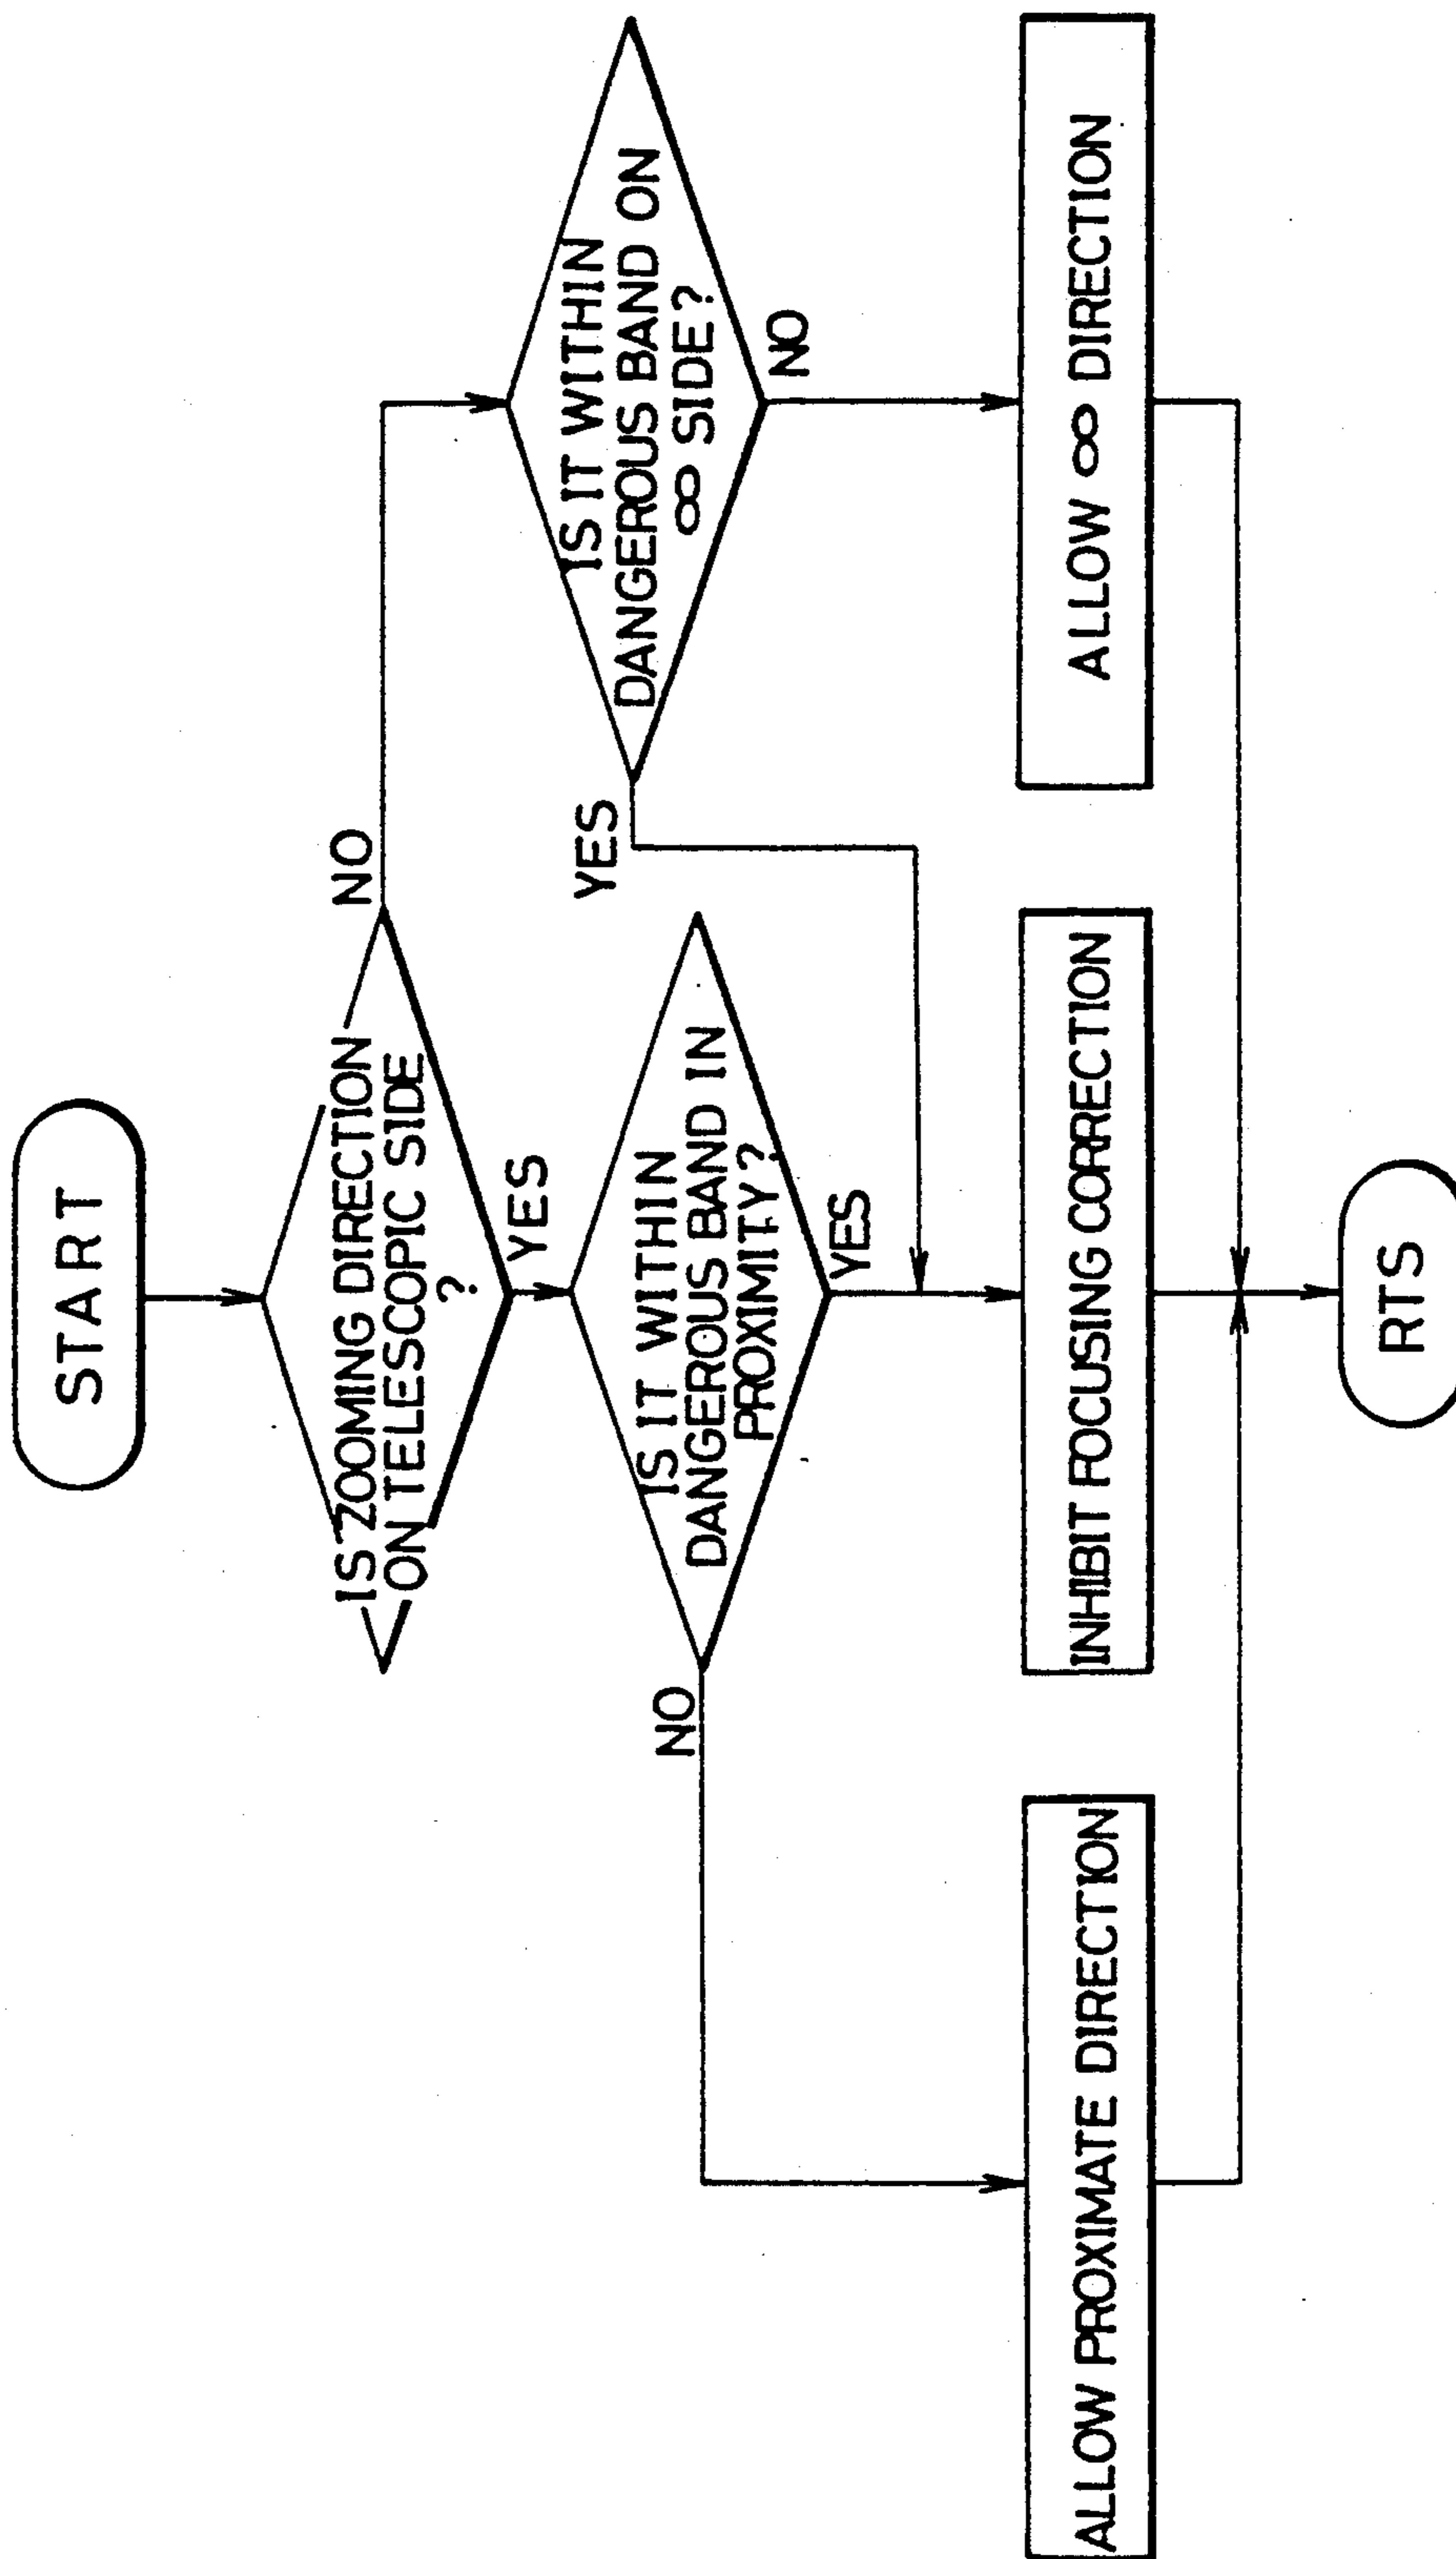 START
IS ZOOMING DIRECTION
ON TELESCOPIC SIDE
?
NO
YES
IS IT WITHIN
DANGEROUS BAND ON
∞ SIDE?
YES
NO
IS IT WITHIN
DANGEROUS BAND IN
PROXIMITY?
NO
YES
ALLOW PROXIMATE DIRECTION
INHIBIT FOCUSING CORRECTION
ALLOW ∞ DIRECTION
RTS